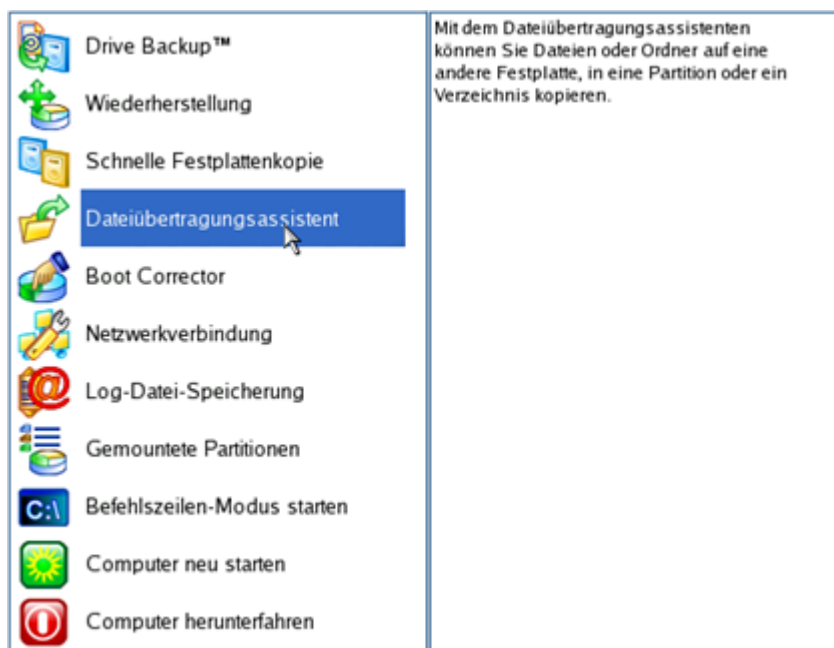 Drive Backup™
Wiederherstellung
Schnelle Festplattenkopie
Dateiübertragungsassistent
Boot Corrector
Netzwerkverbindung
Log-Datei-Speicherung
Gemountete Partitionen
C:\
Befehlszeilen-Modus starten
Computer neu starten
Computer herunterfahren
Mit dem Dateiübertragungsassistenten
können Sie Dateien oder Ordner auf eine
andere Festplatte, in eine Partition oder ein
Verzeichnis kopieren.